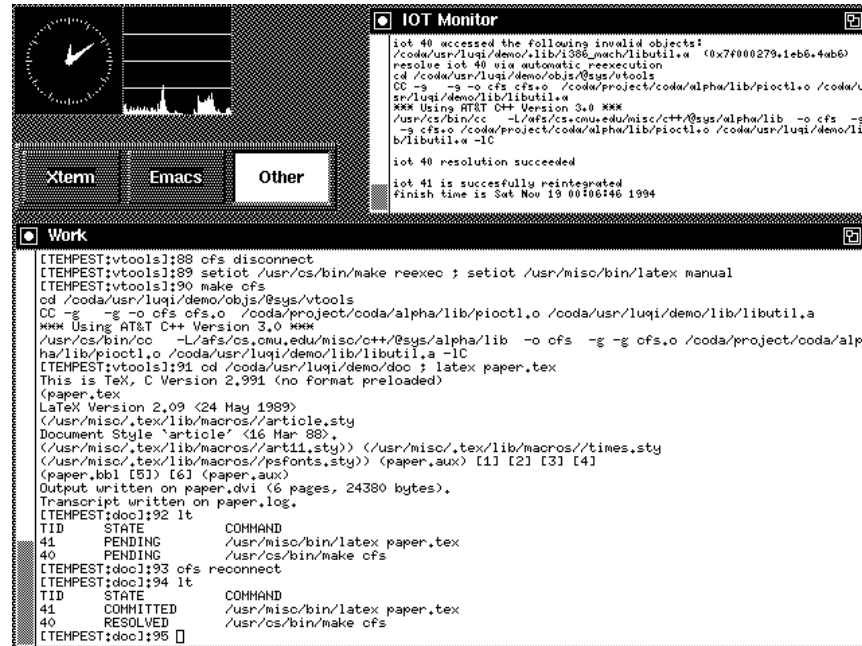 IOT Monitor
iot 40 accessed the following invalid objects:
/coda/usr/luqi/demo/.lib/i386_mach/libutil.a (0x7f000279.1eb6.4ab6)
resolve iot 40 via automatic reexecution
cd /coda/usr/luqi/demo/objs/@sys/vtools
CC -g   -g -o cfs cfs.o  /coda/project/coda/alpha/lib/pioctl.o /coda/u
sr/luqi/demo/lib/libutil.a
*** Using AT&T C++ Version 3.0 ***
/usr/cs/bin/cc   -L/afs/cs.cmu.edu/misc/c++/@sys/alpha/lib  -o cfs  -g
 -g cfs.o /coda/project/coda/alpha/lib/pioctl.o /coda/usr/luqi/demo/li
b/libutil.a -lC
iot 40 resolution succeeded
iot 41 is succesfully reintegrated
finish time is Sat Nov 19 00:06:46 1994
Xterm
Emacs
Other
Work
[TEMPEST:vtools]:88 cfs disconnect
[TEMPEST:vtools]:89 setiot /usr/cs/bin/make reexec ; setiot /usr/misc/bin/latex manual
[TEMPEST:vtools]:90 make cfs
cd /coda/usr/luqi/demo/objs/@sys/vtools
CC -g   -g -o cfs cfs.o  /coda/project/coda/alpha/lib/pioctl.o /coda/usr/luqi/demo/lib/libutil.a
*** Using AT&T C++ Version 3.0 ***
/usr/cs/bin/cc   -L/afs/cs.cmu.edu/misc/c++/@sys/alpha/lib  -o cfs  -g -g cfs.o /coda/project/coda/alp
ha/lib/pioctl.o /coda/usr/luqi/demo/lib/libutil.a -lC
[TEMPEST:vtools]:91 cd /coda/usr/luqi/demo/doc ; latex paper.tex
This is TeX, C Version 2.991 (no format preloaded)
(paper.tex
LaTeX Version 2.09 <24 May 1989>
(/usr/misc/.tex/lib/macros//article.sty
Document Style `article' <16 Mar 88>.
(/usr/misc/.tex/lib/macros//art11.sty)) (/usr/misc/.tex/lib/macros//times.sty
(/usr/misc/.tex/lib/macros//psfonts.sty)) (paper.aux) [1] [2] [3] [4]
(paper.bbl [5]) [6] (paper.aux)
Output written on paper.dvi (6 pages, 24380 bytes).
Transcript written on paper.log.
[TEMPEST:doc]:92 lt
TID     STATE           COMMAND
41      PENDING         /usr/misc/bin/latex paper.tex
40      PENDING         /usr/cs/bin/make cfs
[TEMPEST:doc]:93 cfs reconnect
[TEMPEST:doc]:94 lt
TID     STATE           COMMAND
41      COMMITTED       /usr/misc/bin/latex paper.tex
40      RESOLVED        /usr/cs/bin/make cfs
[TEMPEST:doc]:95